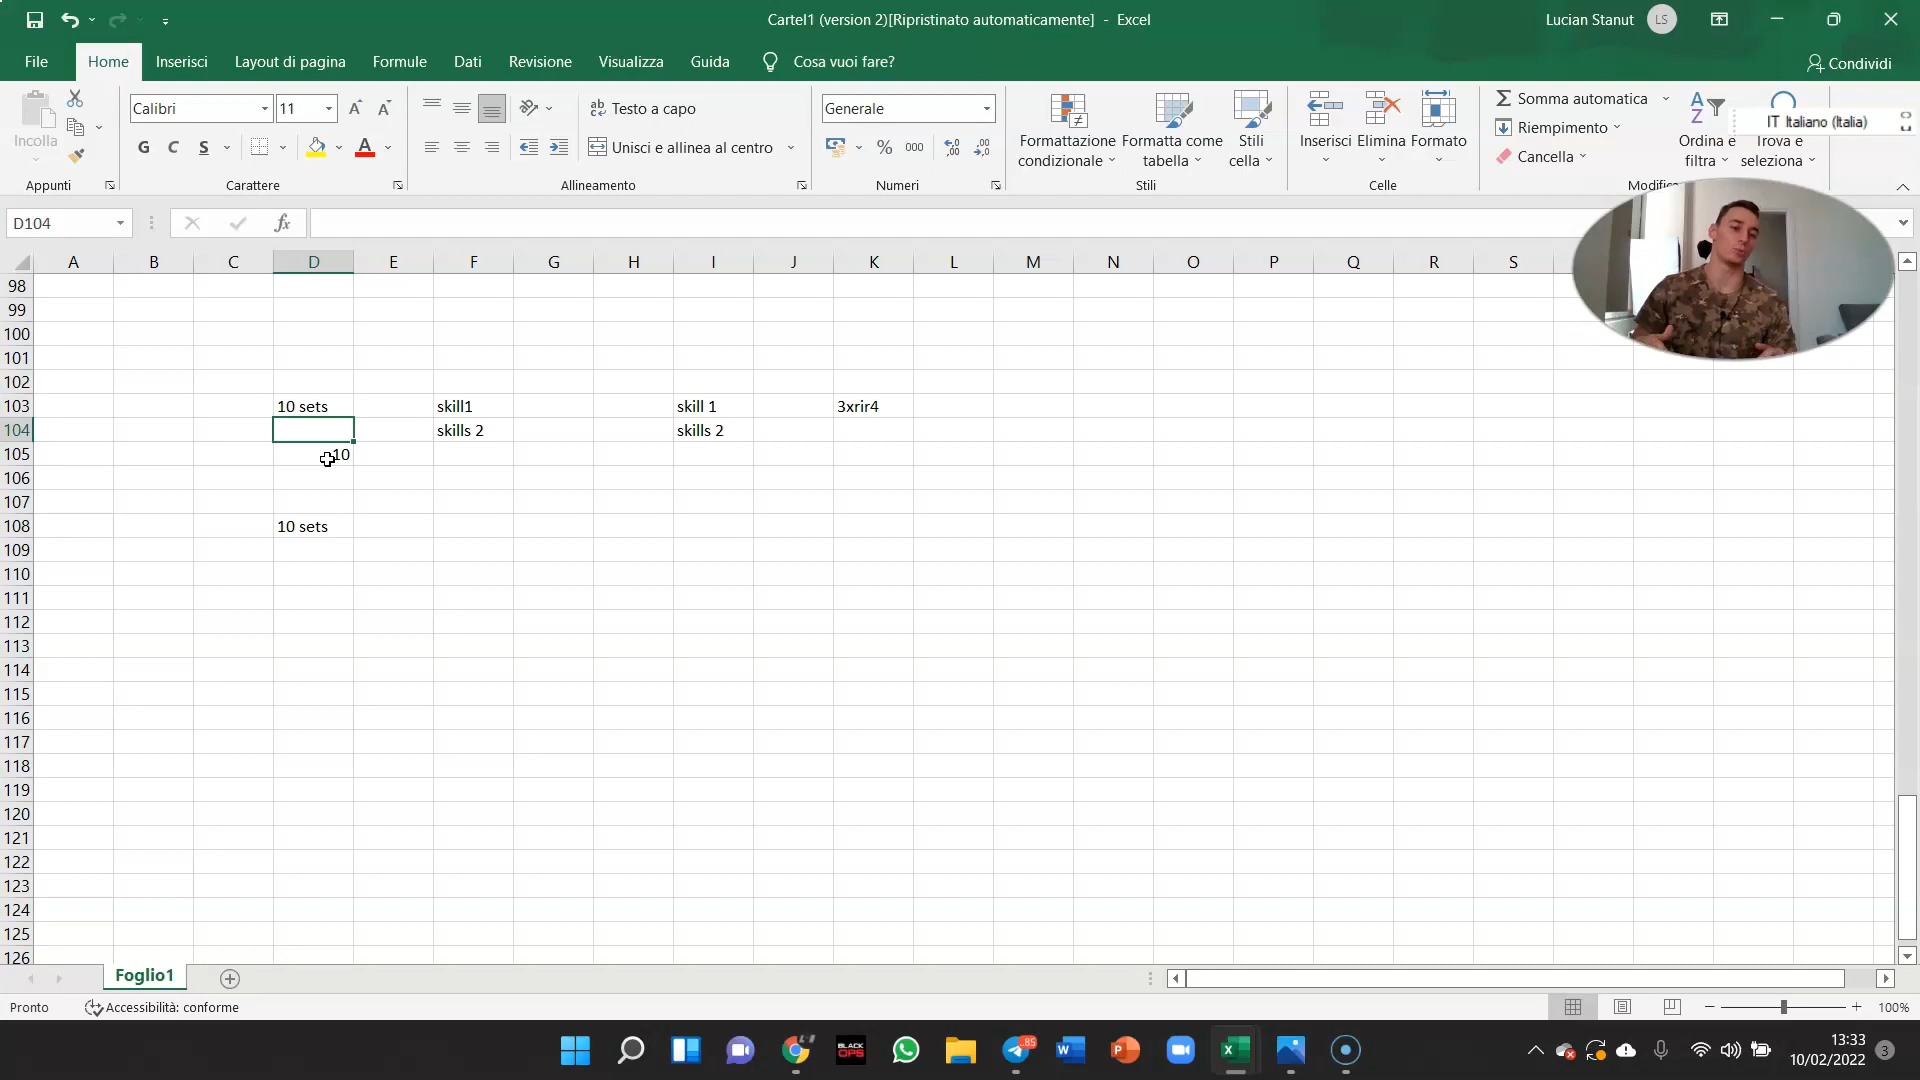 Cartel1 (version 2)[Ripristinato automaticamente] - Excel
Lucian Stanut
LS
File
Home
Inserisci
Layout di pagina
Formule
Dati
Revisione
Visualizza
Guida
Cosa vuoi fare?
Condividi
Incolla
Appunti
Calibri
11
G C S
Carattere
Testo a capo
Unisci e allinea al centro
Allineamento
Generale
% 000
Numeri
Formattazione condizionale
Formatta come tabella
Stili cella
Stili
Inserisci
Elimina
Formato
Celle
Somma automatica
Riempimento
Cancella
Ordina e filtra
Trova e seleziona
IT Italiano (Italia)
D104
fx
A B C D E F G H I J K L M N O P Q R S
98
99
100
101
102
103 10 sets skill1 skill 1 3xrir4
104 skills 2 skills 2
105 10
106
107
108 10 sets
109
110
111
112
113
114
115
116
117
118
119
120
121
122
123
124
125
126
Foglio1
Pronto
Accessibilità: conforme
100%
BLACK OPS
85
13:33
10/02/2022
3